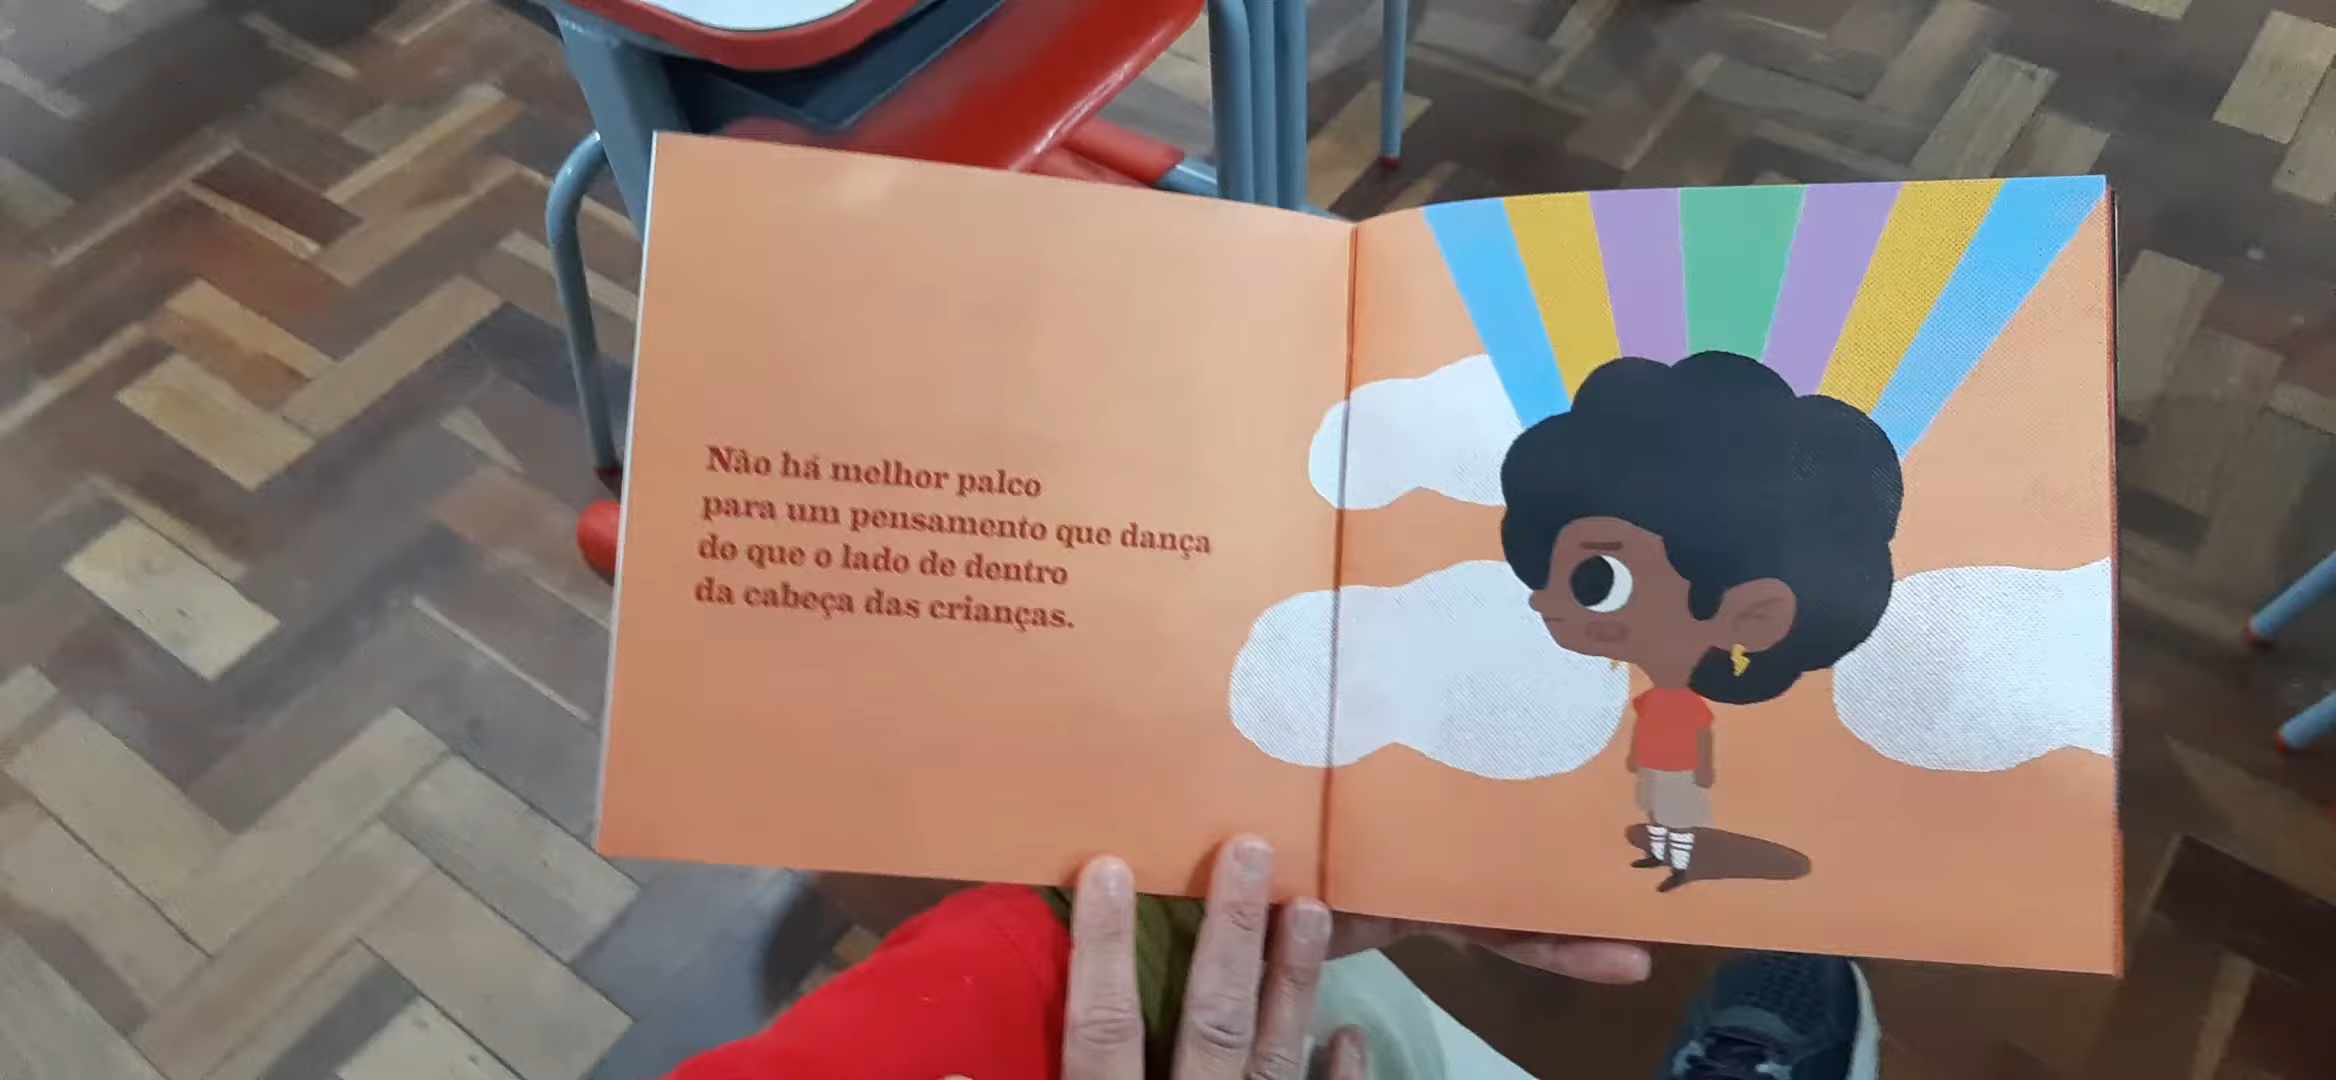 Não há melhor palco
para um pensamento que dança
do que o lado de dentro
da cabeça das crianças.